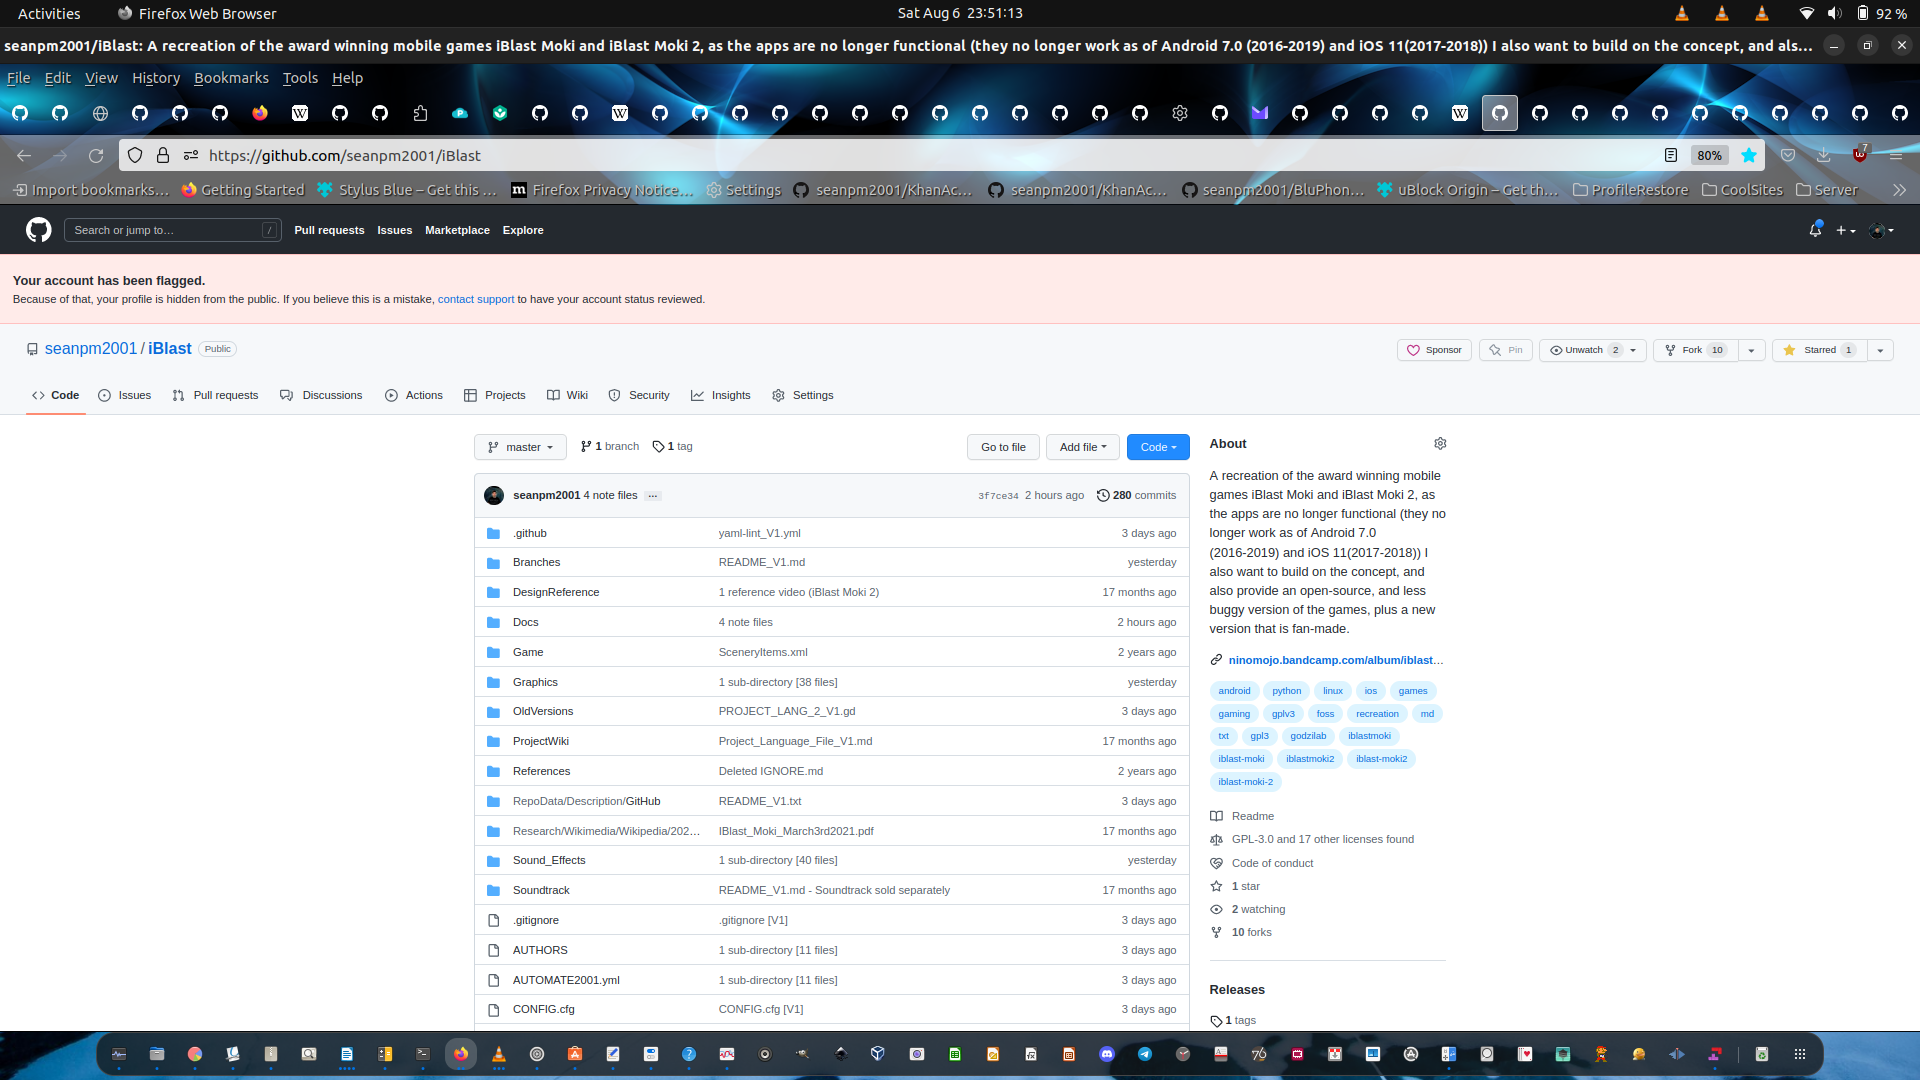 Activities
Firefox Web Browser
Sat Aug 6 23:51:13
92 %
seanpm2001/iBlast: A recreation of the award winning mobile games iBlast Moki and iBlast Moki 2, as the apps are no longer functional (they no longer work as of Android 7.0 (2016-2019) and iOS 11(2017-2018)) I also want to build on the concept, and als…
File Edit View History Bookmarks Tools Help
https://github.com/seanpm2001/iBlast
80%
7
Import bookmarks…
Getting Started
Stylus Blue – Get this …
Firefox Privacy Notice…
Settings
seanpm2001/KhanAc…
seanpm2001/KhanAc…
seanpm2001/BluPhon…
uBlock Origin – Get th…
ProfileRestore
CoolSites
Server
Search or jump to…
/
Pull requests
Issues
Marketplace
Explore
Your account has been flagged.
Because of that, your profile is hidden from the public. If you believe this is a mistake, contact support to have your account status reviewed.
seanpm2001 / iBlast
Public
Sponsor
Pin
Unwatch 2
Fork 10
Starred 1
Code
Issues
Pull requests
Discussions
Actions
Projects
Wiki
Security
Insights
Settings
master
1 branch
1 tag
Go to file
Add file
Code
seanpm2001 4 note files …
3f7ce34 2 hours ago
280 commits
.github
yaml-lint_V1.yml
3 days ago
Branches
README_V1.md
yesterday
DesignReference
1 reference video (iBlast Moki 2)
17 months ago
Docs
4 note files
2 hours ago
Game
SceneryItems.xml
2 years ago
Graphics
1 sub-directory [38 files]
yesterday
OldVersions
PROJECT_LANG_2_V1.gd
3 days ago
ProjectWiki
Project_Language_File_V1.md
17 months ago
References
Deleted IGNORE.md
2 years ago
RepoData/Description/GitHub
README_V1.txt
3 days ago
Research/Wikimedia/Wikipedia/202…
IBlast_Moki_March3rd2021.pdf
17 months ago
Sound_Effects
1 sub-directory [40 files]
yesterday
Soundtrack
README_V1.md - Soundtrack sold separately
17 months ago
.gitignore
.gitignore [V1]
3 days ago
AUTHORS
1 sub-directory [11 files]
3 days ago
AUTOMATE2001.yml
1 sub-directory [11 files]
3 days ago
CONFIG.cfg
CONFIG.cfg [V1]
3 days ago
About
A recreation of the award winning mobile
games iBlast Moki and iBlast Moki 2, as
the apps are no longer functional (they no
longer work as of Android 7.0
(2016-2019) and iOS 11(2017-2018)) I
also want to build on the concept, and
also provide an open-source, and less
buggy version of the games, plus a new
version that is fan-made.
ninomojo.bandcamp.com/album/iblast…
android python linux ios games
gaming gplv3 foss recreation md
txt gpl3 godzilab iblastmoki
iblast-moki iblastmoki2 iblast-moki2
iblast-moki-2
Readme
GPL-3.0 and 17 other licenses found
Code of conduct
1 star
2 watching
10 forks
Releases
1 tags